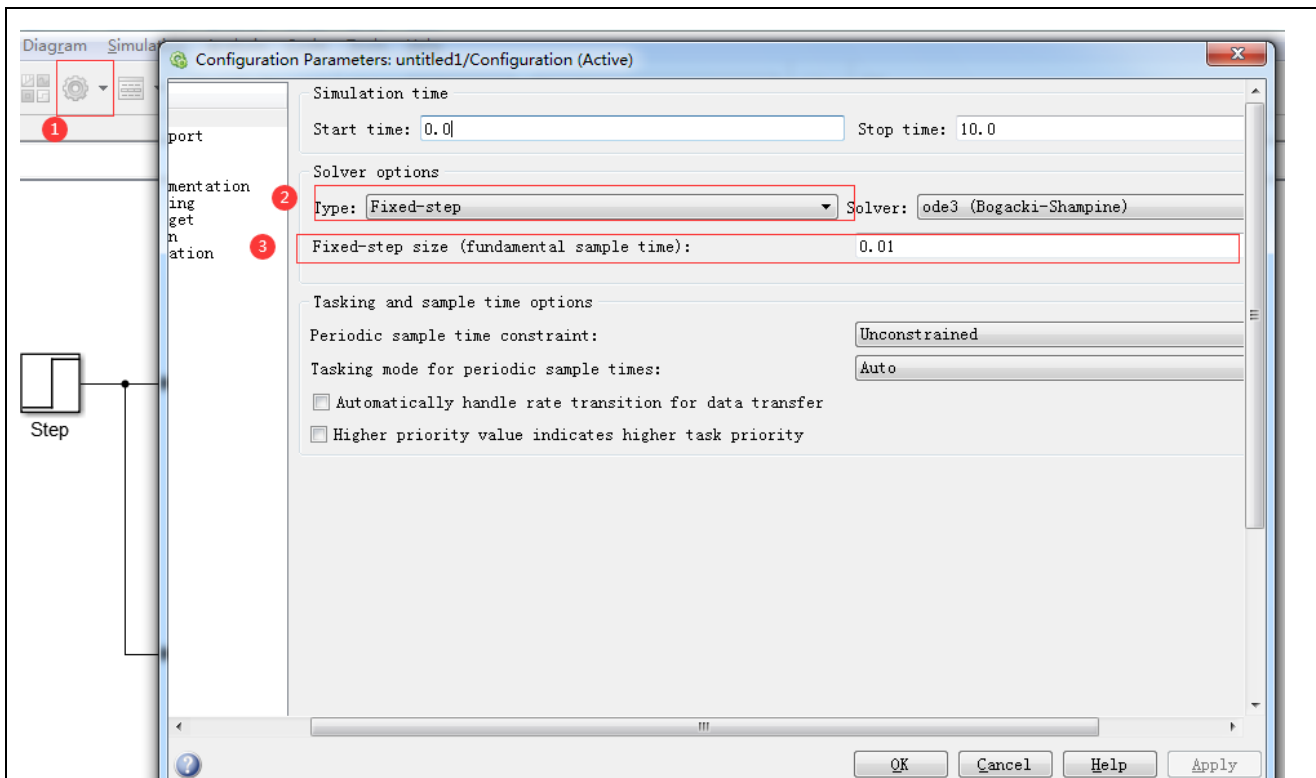 Diagram Simula
Configuration Parameters: untitled1/Configuration (Active)
1
port
mentation
ing
get
n
ation
Simulation time
Start time: 0.0
Stop time: 10.0
Solver options
2
Type: Fixed-step
Solver: ode3 (Bogacki-Shampine)
3
Fixed-step size (fundamental sample time):
0.01
Tasking and sample time options
Periodic sample time constraint:
Unconstrained
Tasking mode for periodic sample times:
Auto
Automatically handle rate transition for data transfer
Higher priority value indicates higher task priority
Step
OK
Cancel
Help
Apply